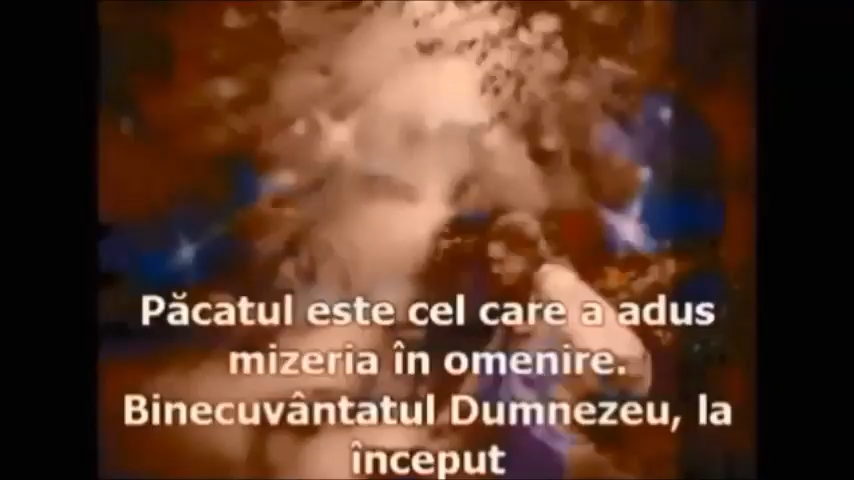 Păcatul este cel care a adus
mizeria în omenire.
Binecuvântatul Dumnezeu, la
început